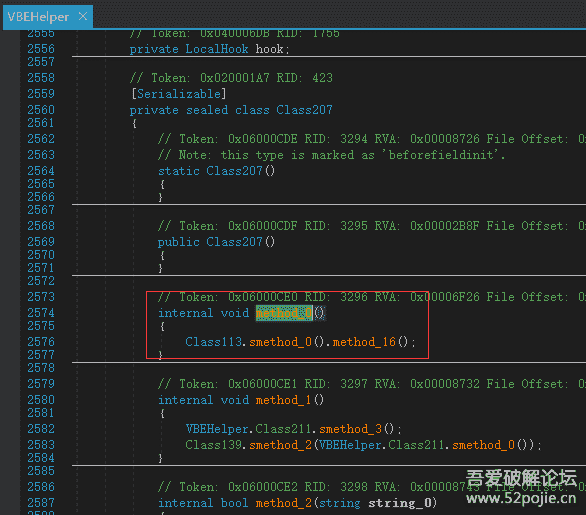 VBEHelper ×
2555 // Token: 0x040006DB RID: 1755
2556 private LocalHook hook;
2557
2558 // Token: 0x020001A7 RID: 423
2559 [Serializable]
2560 private sealed class Class207
2561 {
2562 // Token: 0x06000CDE RID: 3294 RVA: 0x00008726 File Offset: 0
2563 // Note: this type is marked as 'beforefieldinit'.
2564 static Class207()
2565 {
2566 }
2567
2568 // Token: 0x06000CDF RID: 3295 RVA: 0x00002B8F File Offset: 0
2569 public Class207()
2570 {
2571 }
2572
2573 // Token: 0x06000CE0 RID: 3296 RVA: 0x00006F26 File Offset: 0
2574 internal void method_0()
2575 {
2576 Class113.smethod_0().method_16();
2577 }
2578
2579 // Token: 0x06000CE1 RID: 3297 RVA: 0x00008732 File Offset: 0
2580 internal void method_1()
2581 {
2582 VBEHelper.Class211.smethod_3();
2583 Class139.smethod_2(VBEHelper.Class211.smethod_0());
2584 }
2585
2586 // Token: 0x06000CE2 RID: 3298 RVA: 0x00008743 File Offset: 0
2587 internal bool method_2(string string_0)
吾爱破解论坛
www.52pojie.cn